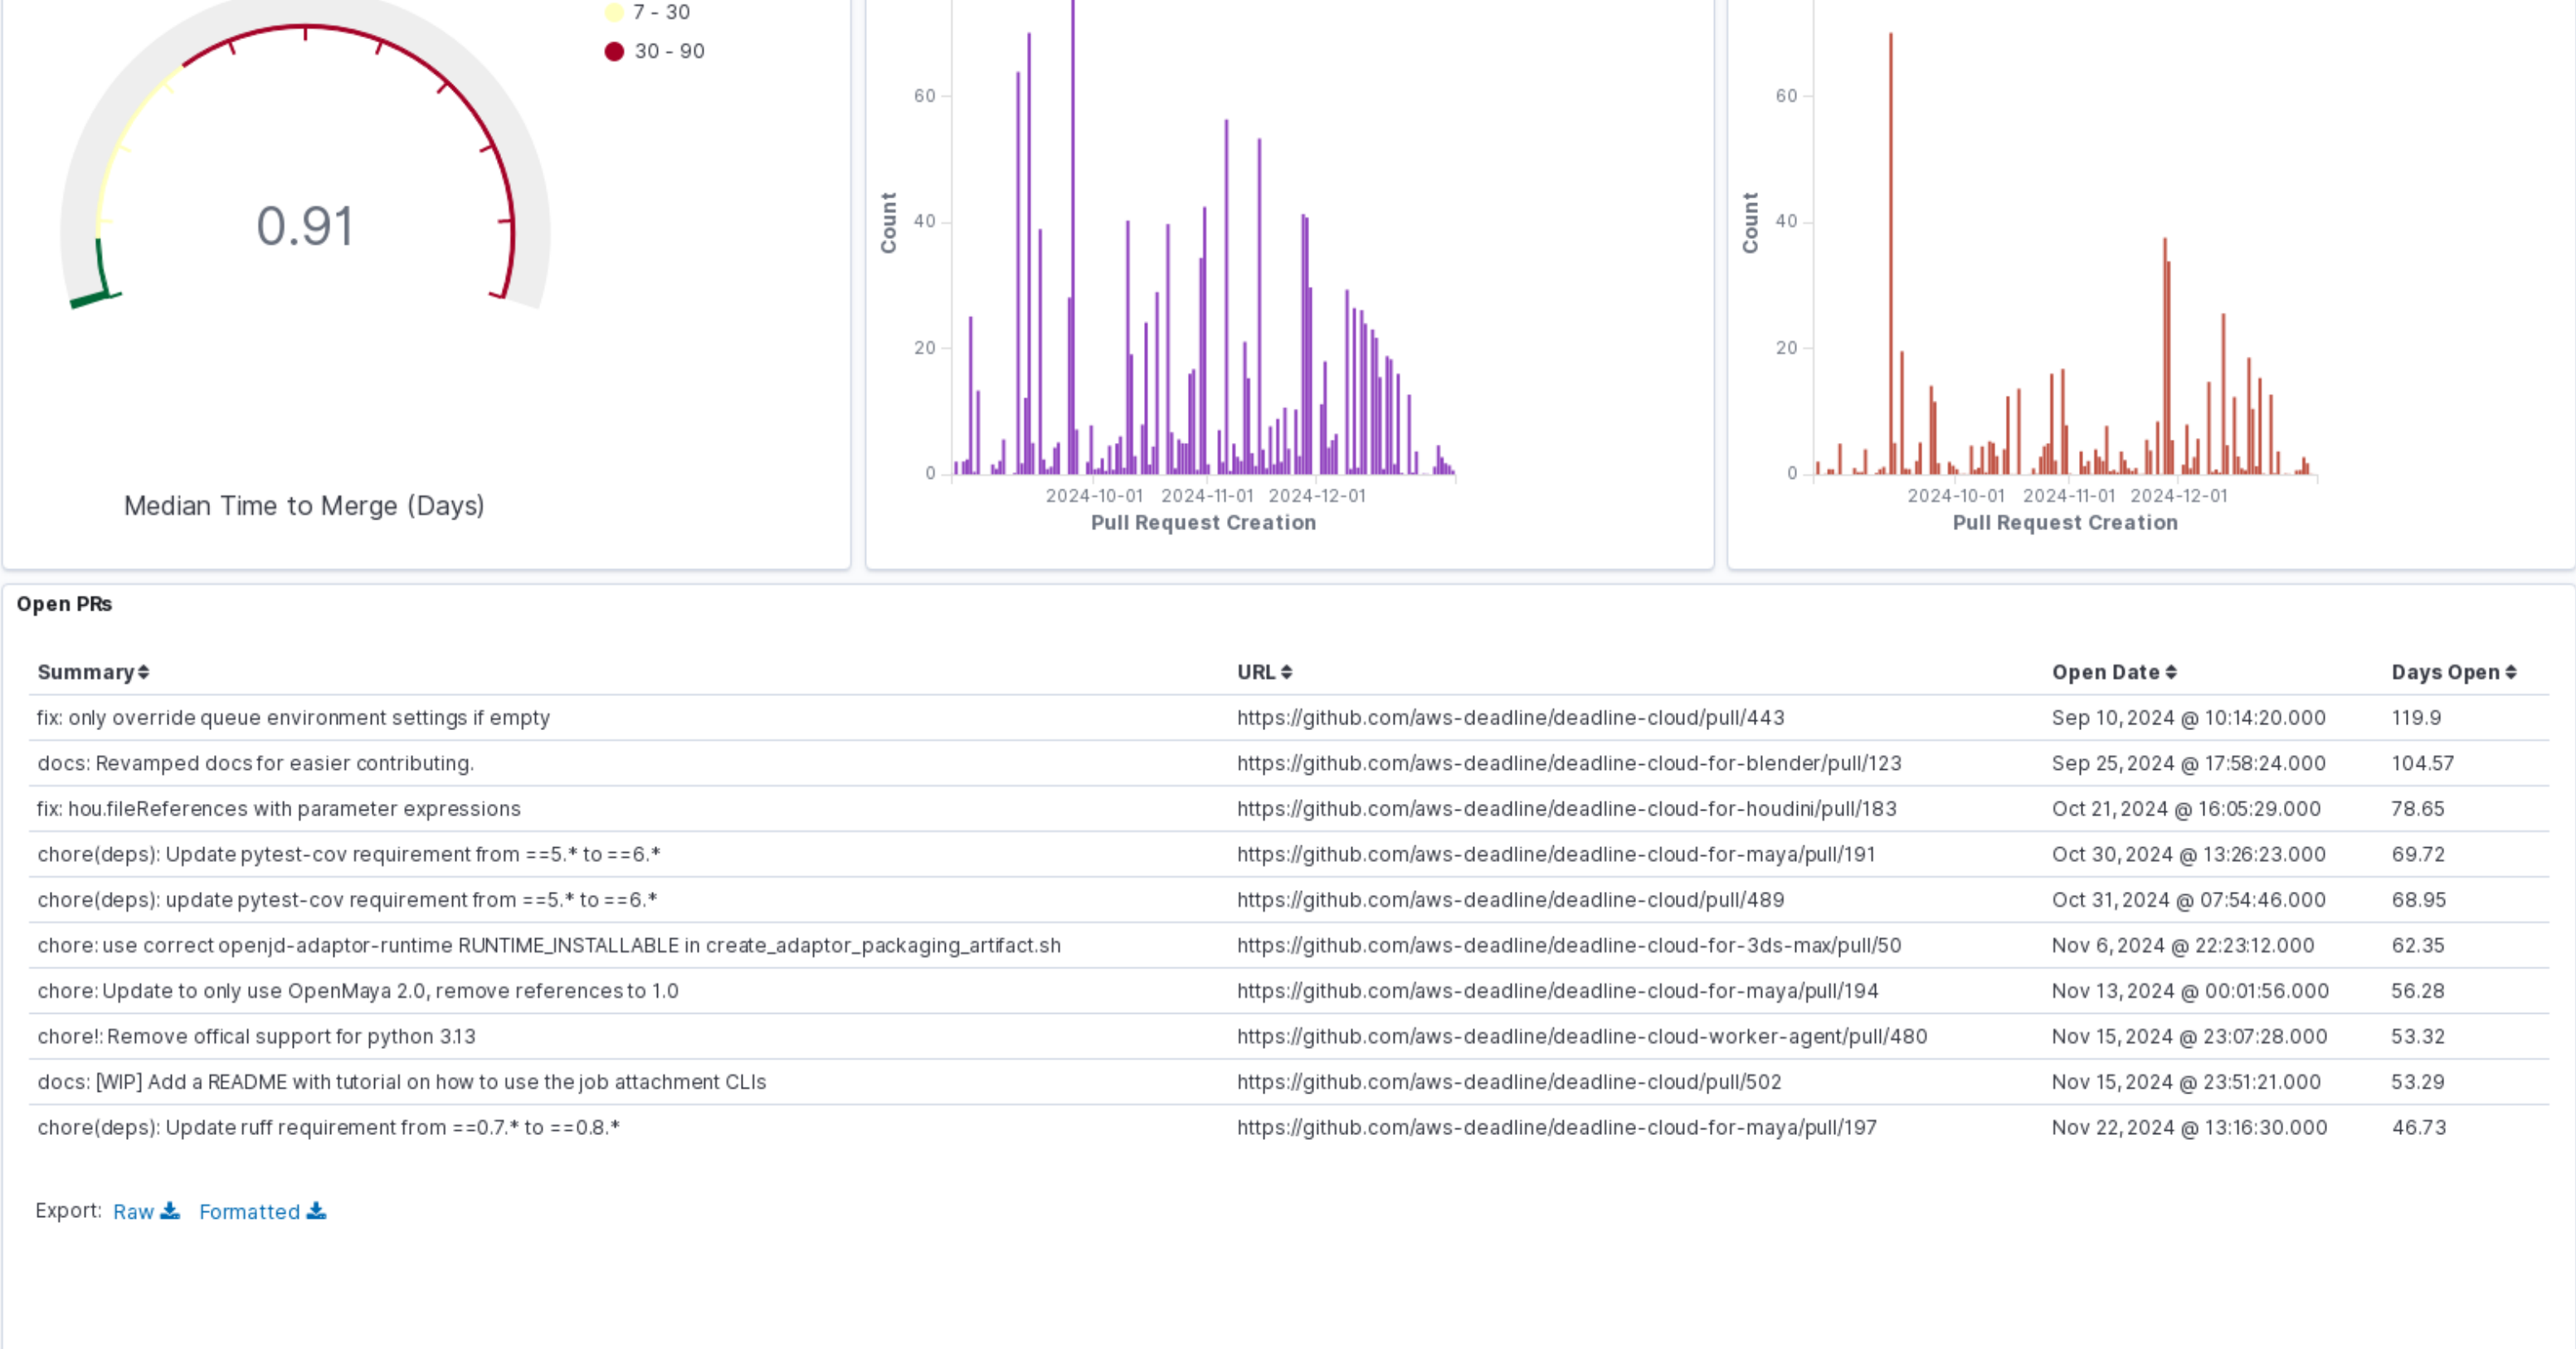 7 - 30
30 - 90
0.91
Median Time to Merge (Days)
60
40
20
0
Count
2024-10-01 2024-11-01 2024-12-01
Pull Request Creation
60
40
20
0
Count
2024-10-01 2024-11-01 2024-12-01
Pull Request Creation
Open PRs
Summary URL Open Date Days Open
fix: only override queue environment settings if empty https://github.com/aws-deadline/deadline-cloud/pull/443 Sep 10, 2024 @ 10:14:20.000 119.9
docs: Revamped docs for easier contributing. https://github.com/aws-deadline/deadline-cloud-for-blender/pull/123 Sep 25, 2024 @ 17:58:24.000 104.57
fix: hou.fileReferences with parameter expressions https://github.com/aws-deadline/deadline-cloud-for-houdini/pull/183 Oct 21, 2024 @ 16:05:29.000 78.65
chore(deps): Update pytest-cov requirement from ==5.* to ==6.* https://github.com/aws-deadline/deadline-cloud-for-maya/pull/191 Oct 30, 2024 @ 13:26:23.000 69.72
chore(deps): update pytest-cov requirement from ==5.* to ==6.* https://github.com/aws-deadline/deadline-cloud/pull/489 Oct 31, 2024 @ 07:54:46.000 68.95
chore: use correct openjd-adaptor-runtime RUNTIME_INSTALLABLE in create_adaptor_packaging_artifact.sh https://github.com/aws-deadline/deadline-cloud-for-3ds-max/pull/50 Nov 6, 2024 @ 22:23:12.000 62.35
chore: Update to only use OpenMaya 2.0, remove references to 1.0 https://github.com/aws-deadline/deadline-cloud-for-maya/pull/194 Nov 13, 2024 @ 00:01:56.000 56.28
chore!: Remove offical support for python 3.13 https://github.com/aws-deadline/deadline-cloud-worker-agent/pull/480 Nov 15, 2024 @ 23:07:28.000 53.32
docs: [WIP] Add a README with tutorial on how to use the job attachment CLIs https://github.com/aws-deadline/deadline-cloud/pull/502 Nov 15, 2024 @ 23:51:21.000 53.29
chore(deps): Update ruff requirement from ==0.7.* to ==0.8.* https://github.com/aws-deadline/deadline-cloud-for-maya/pull/197 Nov 22, 2024 @ 13:16:30.000 46.73
Export: Raw Formatted